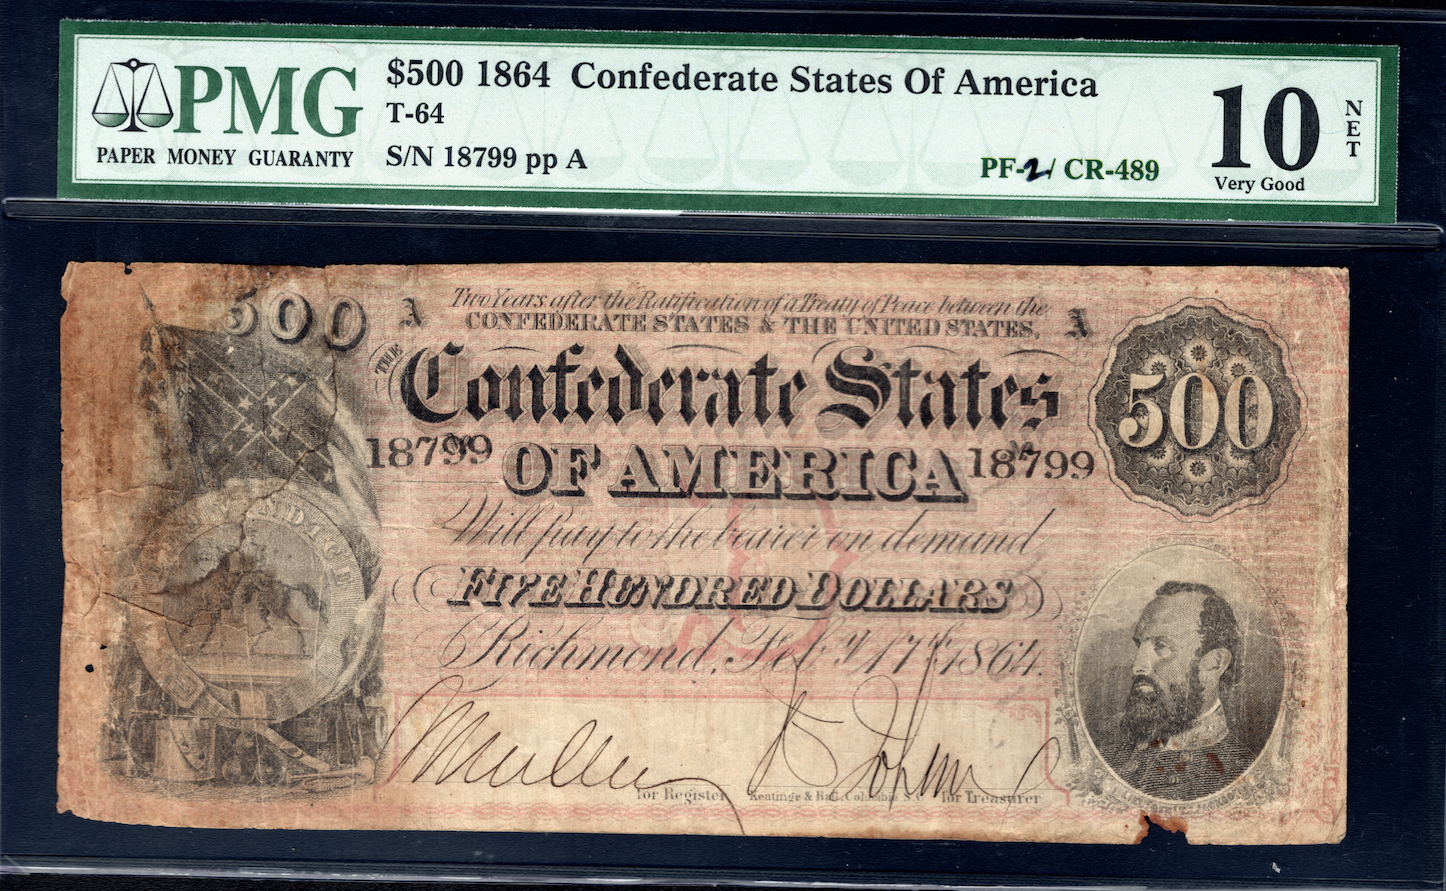 PMG
PAPER MONEY GUARANTY
$500 1864 Confederate States Of America
T-64
S/N 18799 pp A
PF-2/ CR-489
10
NET
Very Good
500
A
Two Years after the Ratification of a Treaty of Peace between the
CONFEDERATE STATES & THE UNITED STATES,
A
THE
Confederate States
OF AMERICA
500
18799
18799
Will pay to the bearer on demand
FIVE HUNDRED DOLLARS
Richmond, Feby 17th 1864.
for Register
Keatinge & Ball, Columbia S.C.
for Treasurer